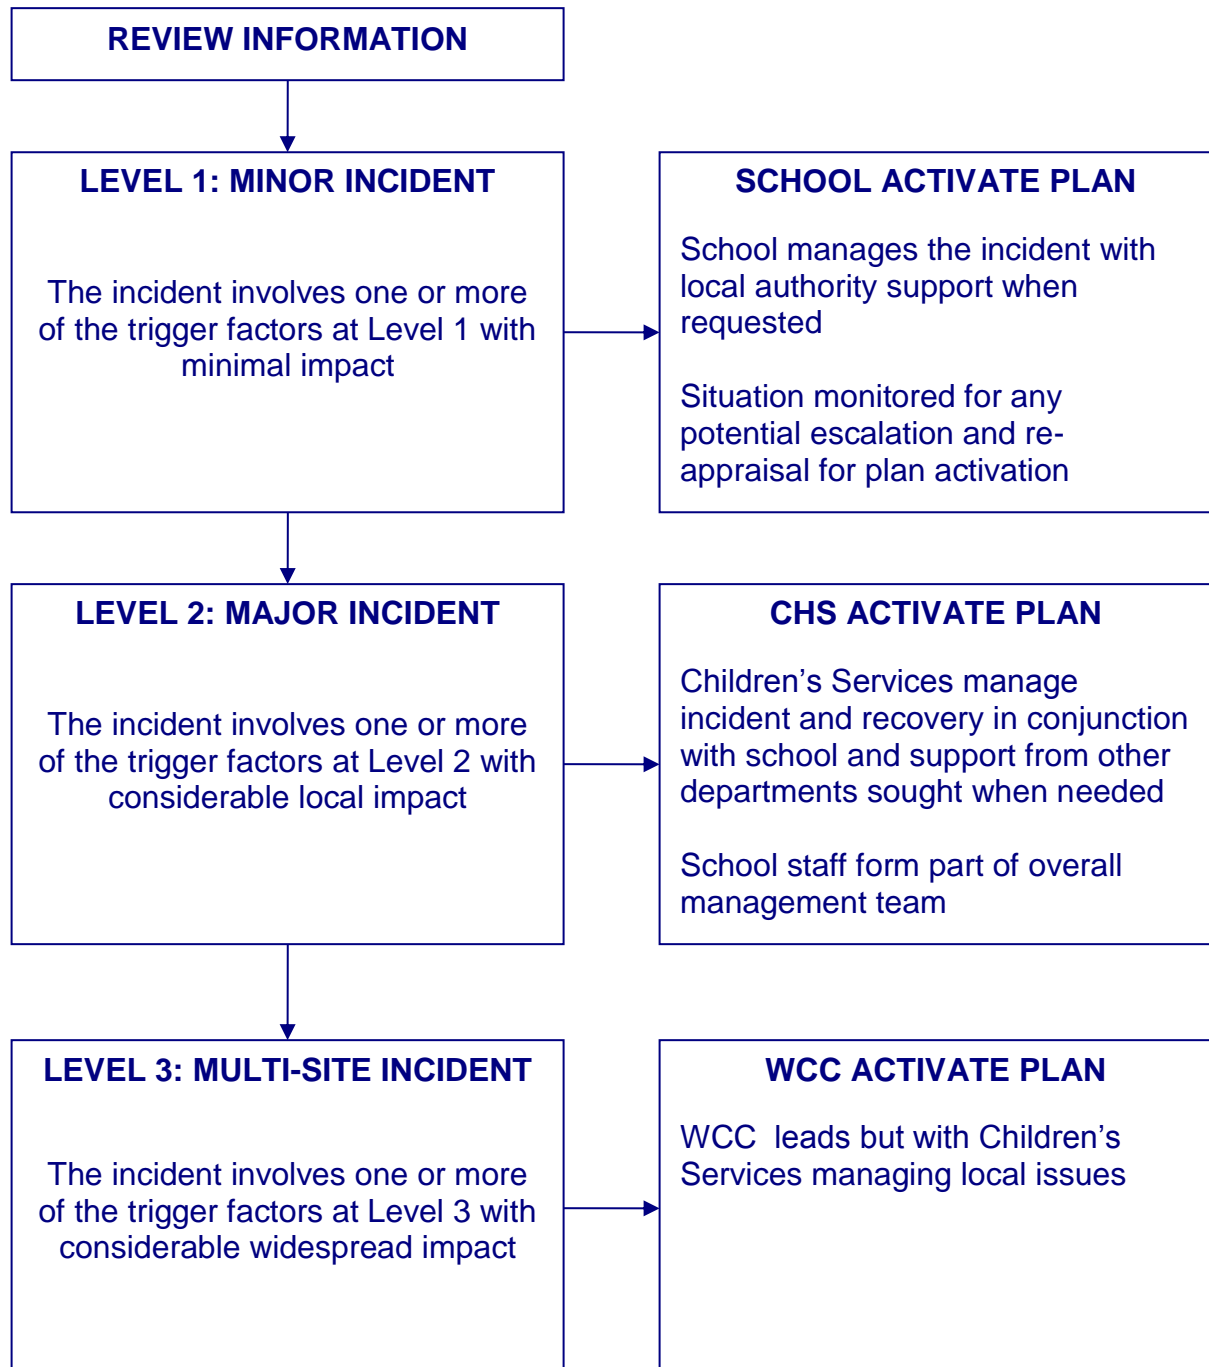 REVIEW INFORMATION
LEVEL 1: MINOR INCIDENT
The incident involves one or more
of the trigger factors at Level 1 with
minimal impact
SCHOOL ACTIVATE PLAN
School manages the incident with
local authority support when
requested
Situation monitored for any
potential escalation and re-
appraisal for plan activation
LEVEL 2: MAJOR INCIDENT
The incident involves one or more
of the trigger factors at Level 2 with
considerable local impact
CHS ACTIVATE PLAN
Children’s Services manage
incident and recovery in conjunction
with school and support from other
departments sought when needed
School staff form part of overall
management team
LEVEL 3: MULTI-SITE INCIDENT
The incident involves one or more
of the trigger factors at Level 3 with
considerable widespread impact
WCC ACTIVATE PLAN
WCC  leads but with Children’s
Services managing local issues